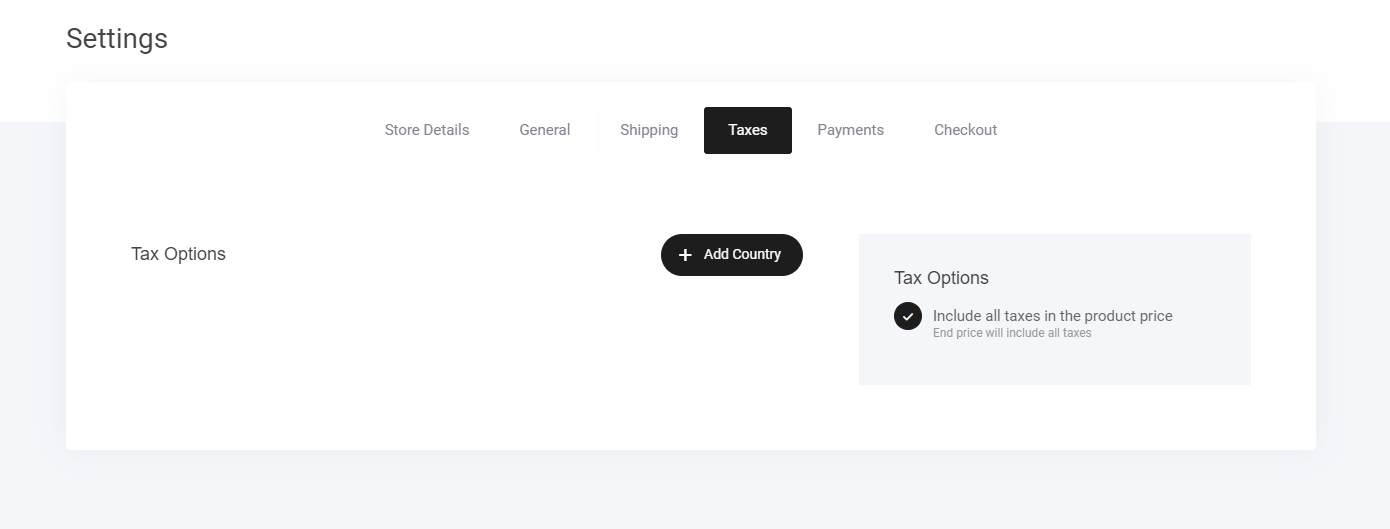 Settings
Store Details
General
Shipping
Taxes
Payments
Checkout
Tax Options
Add Country
Tax Options
Include all taxes in the product price
End price will include all taxes